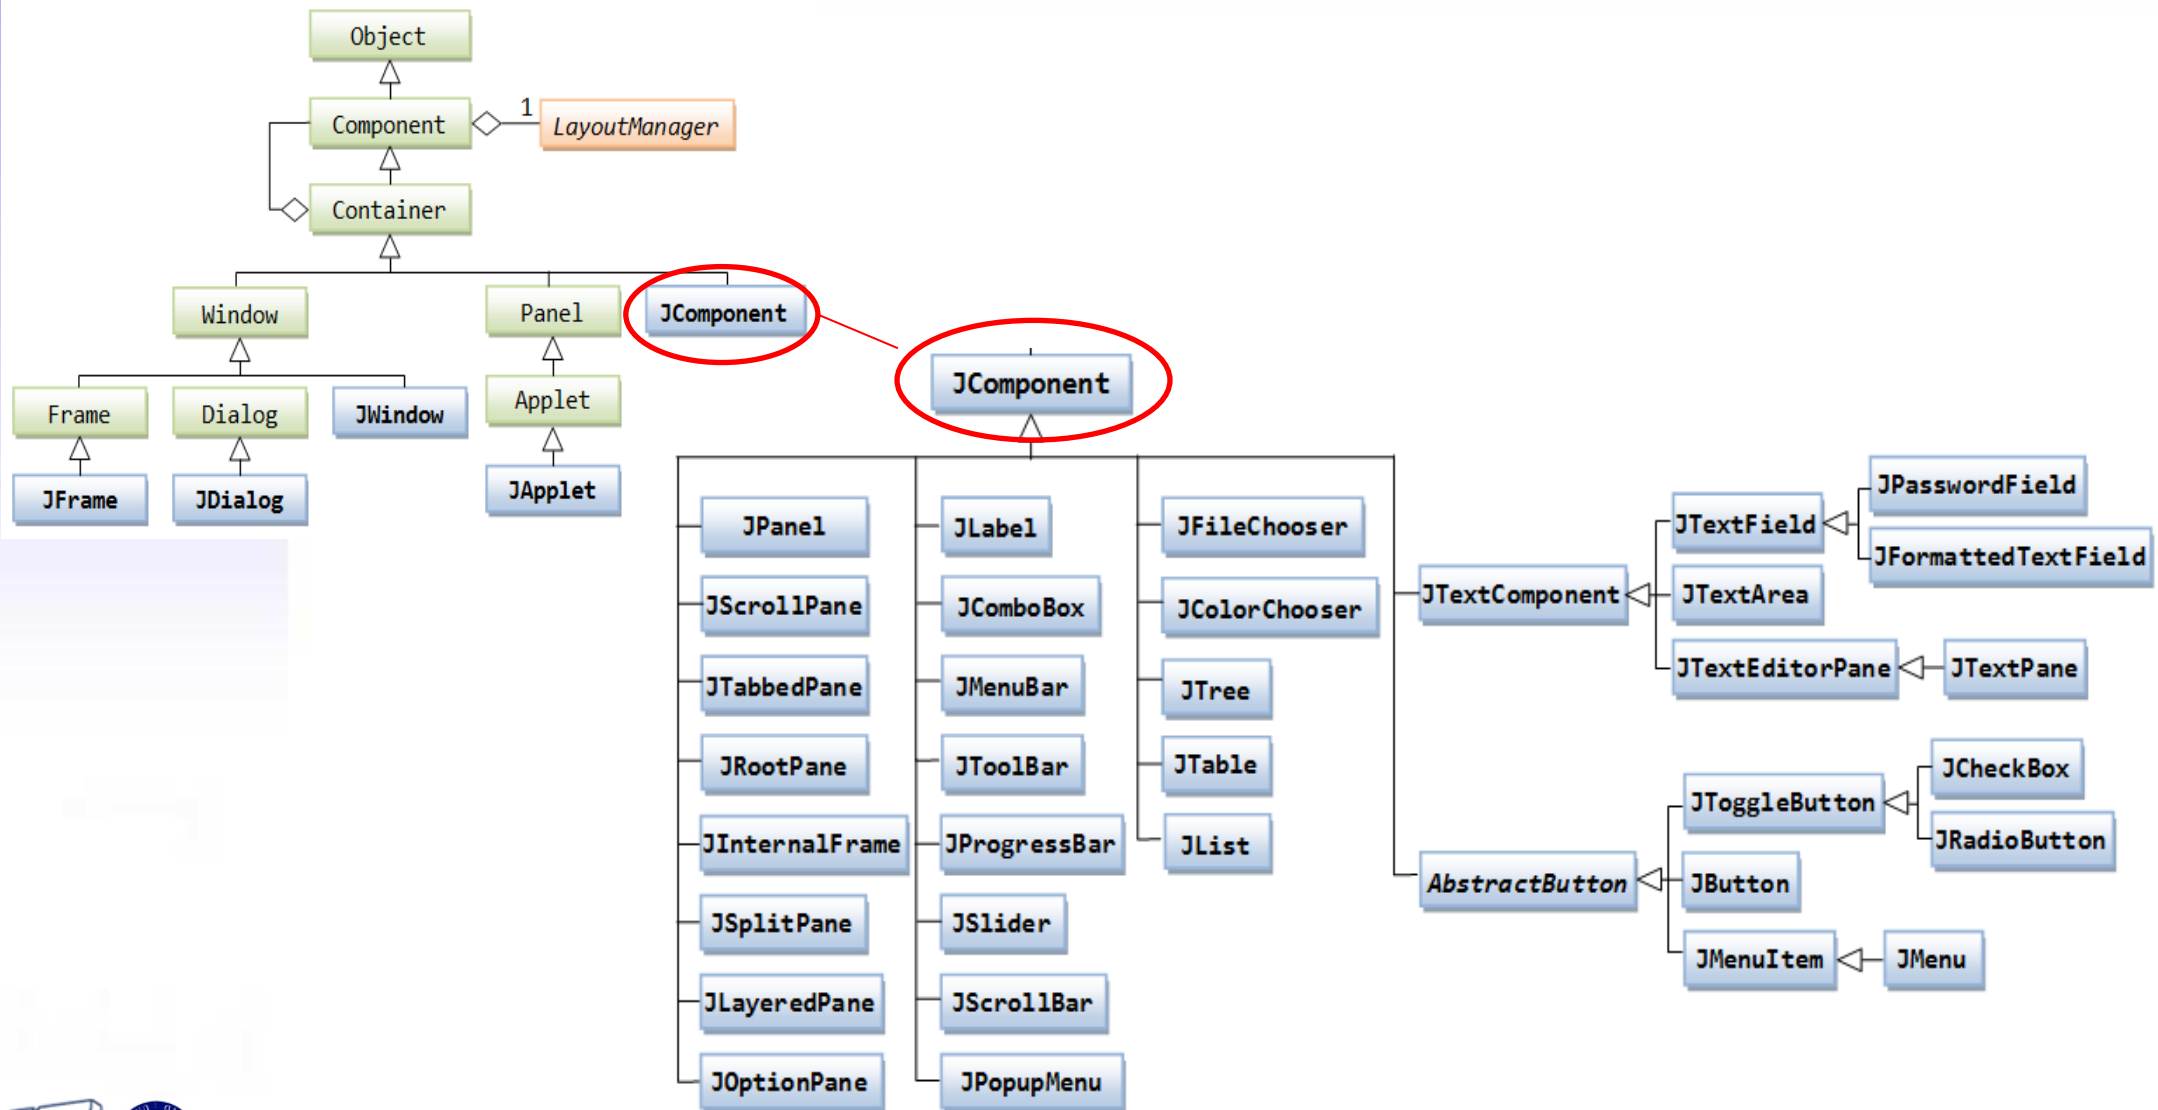 Object
Component
1
LayoutManager
Container
Window
Panel
JComponent
Frame
Dialog
JWindow
Applet
JFrame
JDialog
JApplet
JComponent
JPanel
JScrollPane
JTabbedPane
JRootPane
JInternalFrame
JSplitPane
JLayeredPane
JOptionPane
JLabel
JComboBox
JMenuBar
JToolBar
JProgressBar
JSlider
JScrollBar
JPopupMenu
JFileChooser
JColorChooser
JTree
JTable
JList
JTextComponent
JTextField
JPasswordField
JFormattedTextField
JTextArea
JTextEditorPane
JTextPane
AbstractButton
JToggleButton
JCheckBox
JRadioButton
JButton
JMenuItem
JMenu